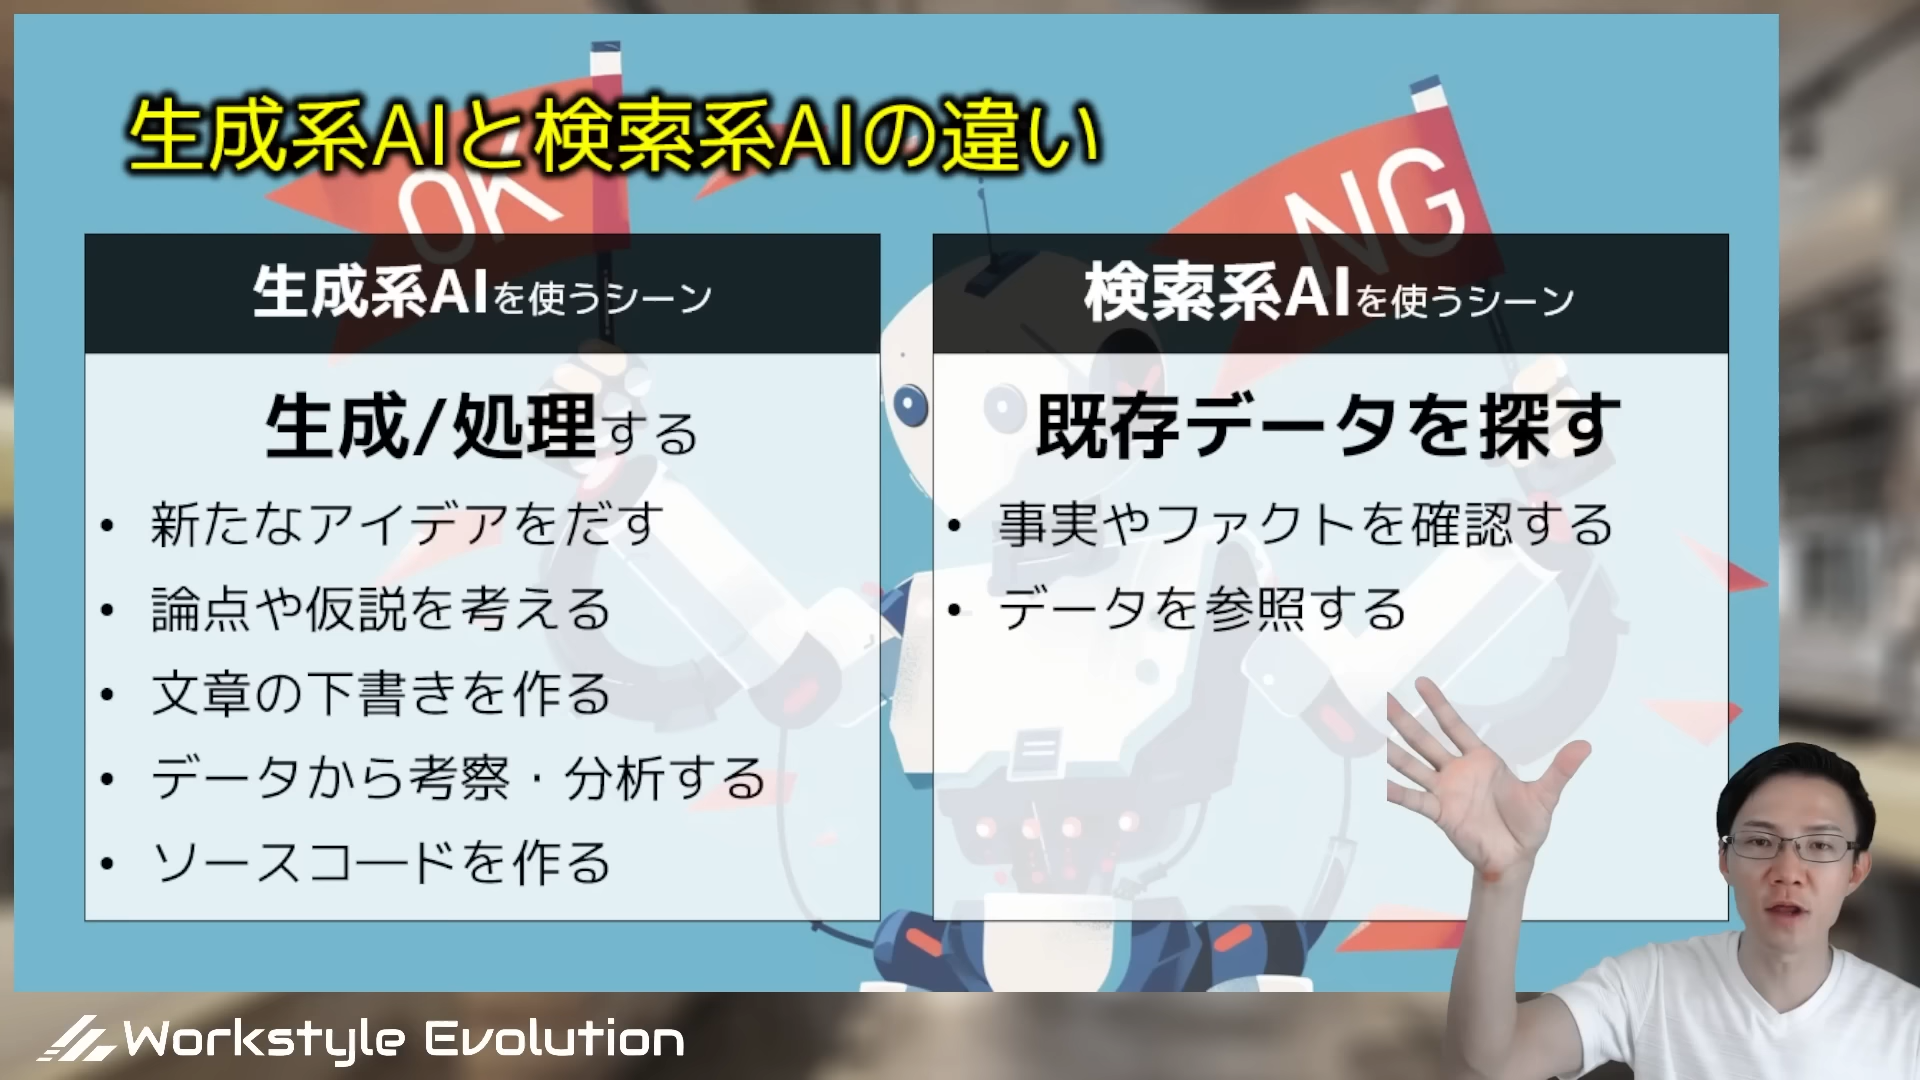 生成系AIと検索系AIの違い
OK
NG
生成系AIを使うシーン
生成/処理する
• 新たなアイデアをだす
• 論点や仮説を考える
• 文章の下書きを作る
• データから考察・分析する
• ソースコードを作る
検索系AIを使うシーン
既存データを探す
• 事実やファクトを確認する
• データを参照する
Workstyle Evolution